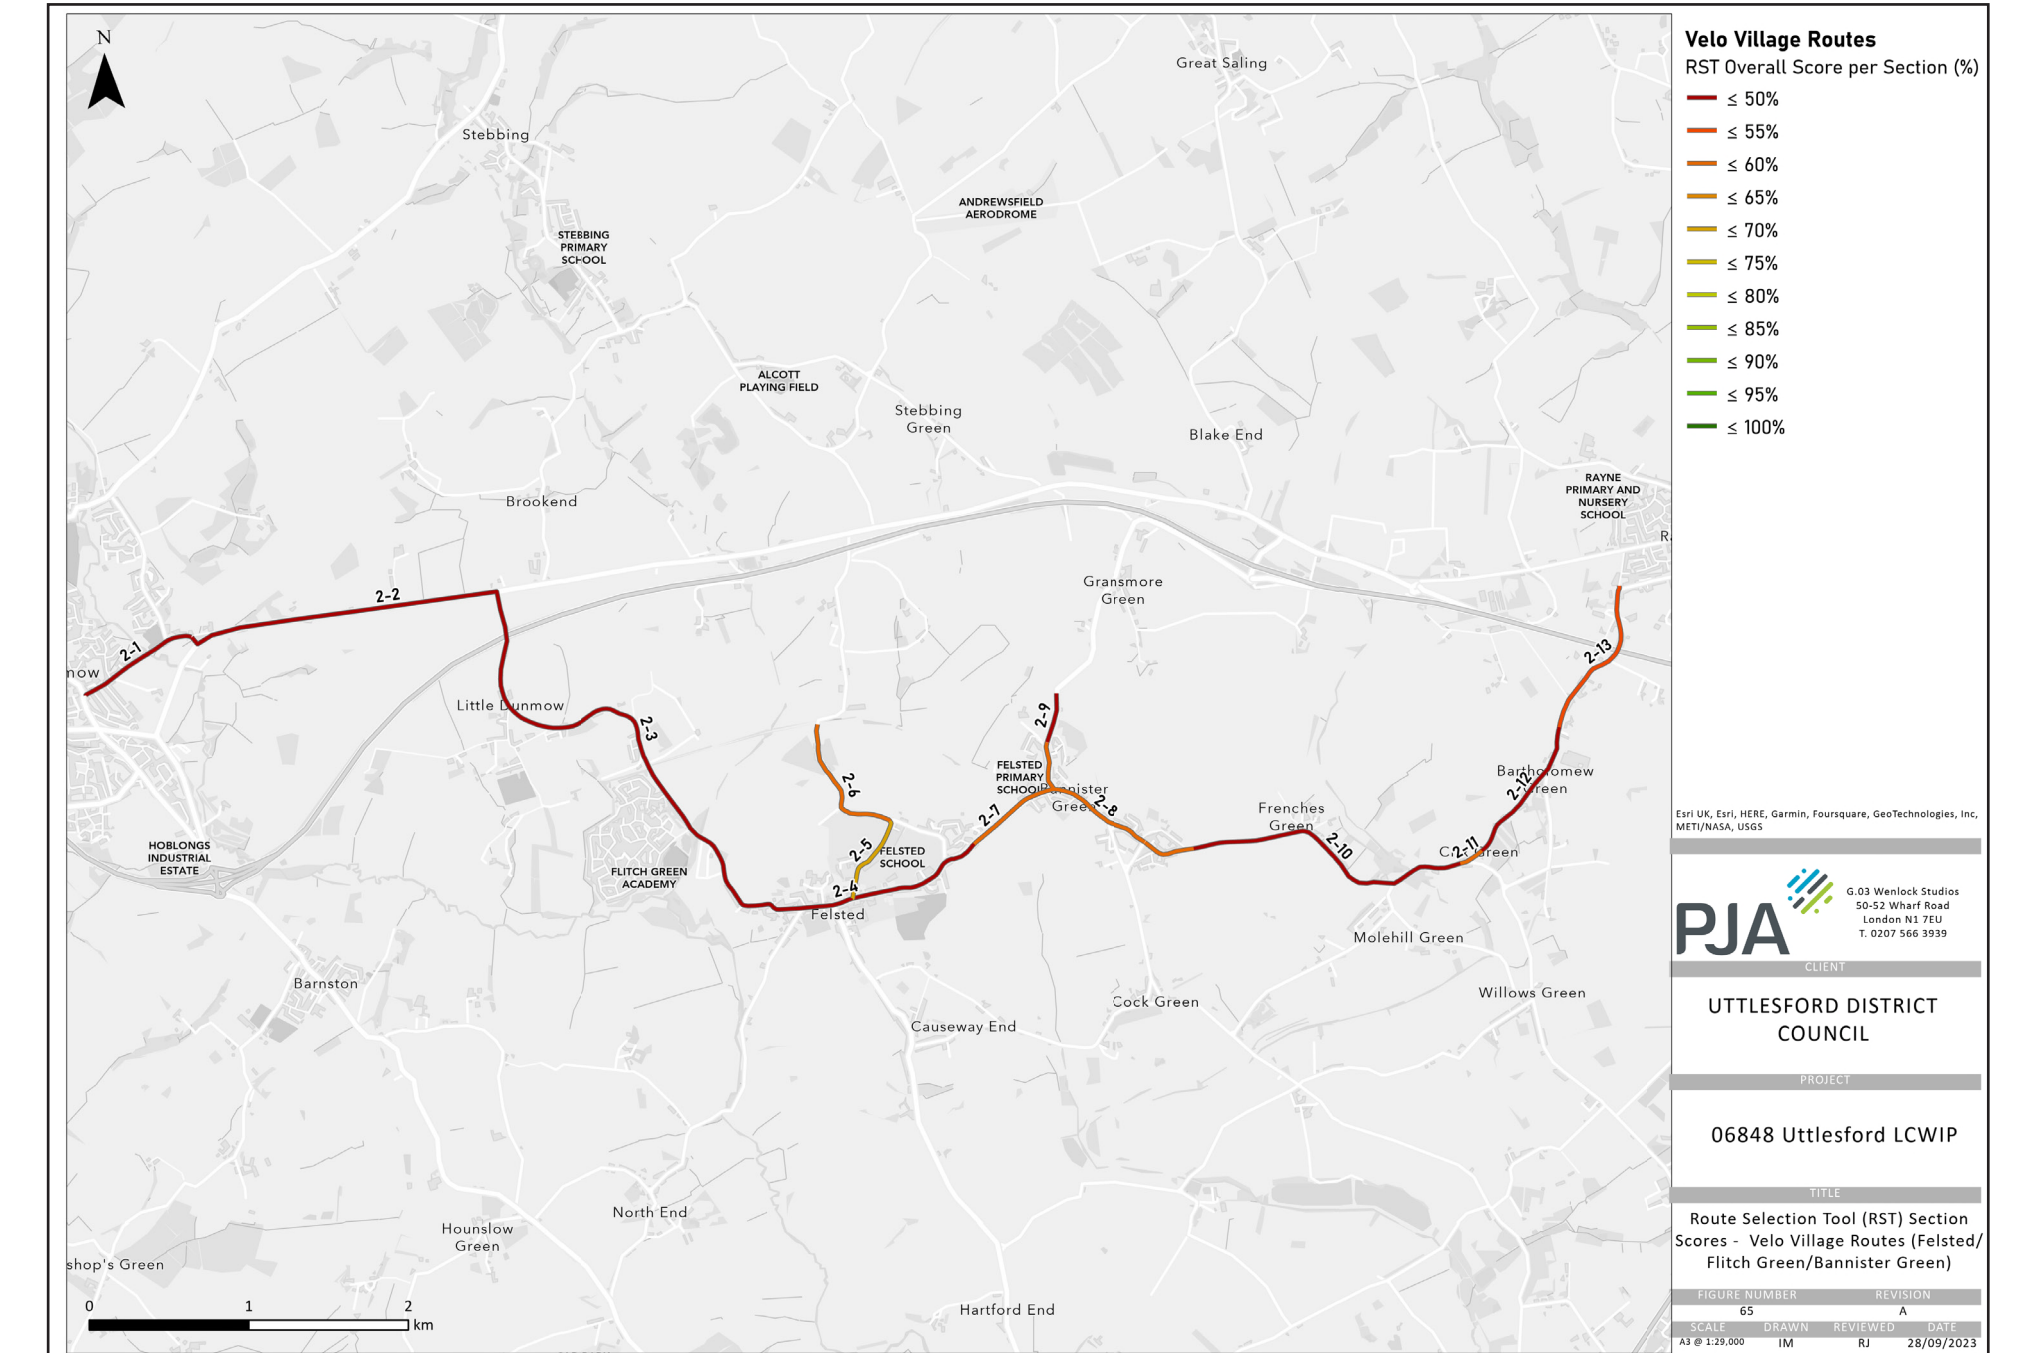 N
Great Saling
Stebbing
ANDREWSFIELD
AERODROME
STEBBING
PRIMARY
SCHOOL
ALCOTT
PLAYING FIELD
Stebbing
Green
Blake End
RAYNE
PRIMARY AND
NURSERY
SCHOOL
Brookend
R
Gransmore
Green
2-2
2-1
now
2-13
Little Dunmow
2-3
2-9
FELSTED
PRIMARY
SCHOOL
Bannister
Green
2-6
2-7
2-8
Bartholomew
Green
2-12
Frenches
Green
2-10
2-11
2-5
FELSTED
SCHOOL
HOBLONGS
INDUSTRIAL
ESTATE
FLITCH GREEN
ACADEMY
2-4
Felsted
Molehill Green
Barnston
Willows Green
Cock Green
Causeway End
North End
Hounslow
Green
shop's Green
Hartford End
0 1 2
km
Velo Village Routes
RST Overall Score per Section (%)
≤ 50%
≤ 55%
≤ 60%
≤ 65%
≤ 70%
≤ 75%
≤ 80%
≤ 85%
≤ 90%
≤ 95%
≤ 100%
Esri UK, Esri, HERE, Garmin, Foursquare, GeoTechnologies, Inc,
METI/NASA, USGS
PJA
G.03 Wenlock Studios
50-52 Wharf Road
London N1 7EU
T. 0207 566 3939
CLIENT
UTTLESFORD DISTRICT
COUNCIL
PROJECT
06848 Uttlesford LCWIP
TITLE
Route Selection Tool (RST) Section
Scores - Velo Village Routes (Felsted/
Flitch Green/Bannister Green)
FIGURE NUMBER REVISION
65 A
SCALE DRAWN REVIEWED DATE
A3 @ 1:29,000 IM RJ 28/09/2023